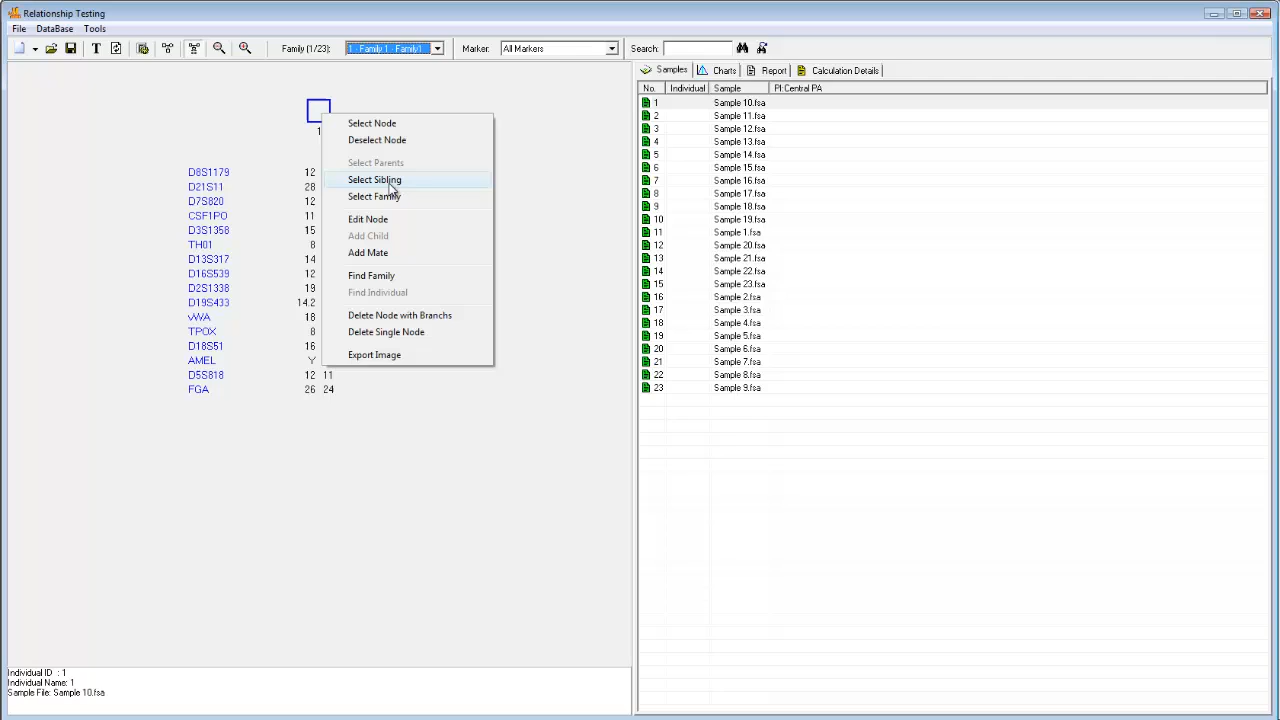 Relationship Testing
File DataBase Tools
T Family (1/23): 1 - Family 1 - Family1 Marker: All Markers Search:
Samples Charts Report Calculation Details
No. Individual Sample PI:Central PA
1 Sample 10.fsa
2 Sample 11.fsa
3 Sample 12.fsa
4 Sample 13.fsa
5 Sample 14.fsa
6 Sample 15.fsa
7 Sample 16.fsa
8 Sample 17.fsa
9 Sample 18.fsa
10 Sample 19.fsa
11 Sample 1.fsa
12 Sample 20.fsa
13 Sample 21.fsa
14 Sample 22.fsa
15 Sample 23.fsa
16 Sample 2.fsa
17 Sample 3.fsa
18 Sample 4.fsa
19 Sample 5.fsa
20 Sample 6.fsa
21 Sample 7.fsa
22 Sample 8.fsa
23 Sample 9.fsa
1
D8S1179 12
D21S11 28
D7S820 12
CSF1PO 11
D3S1358 15
TH01 8
D13S317 14
D16S539 12
D2S1338 19
D19S433 14.2
vWA 18
TPOX 8
D18S51 16
AMEL Y
D5S818 12 11
FGA 26 24
Select Node
Deselect Node
Select Parents
Select Sibling
Select Family
Edit Node
Add Child
Add Mate
Find Family
Find Individual
Delete Node with Branchs
Delete Single Node
Export Image
Individual ID : 1
Individual Name: 1
Sample File: Sample 10.fsa